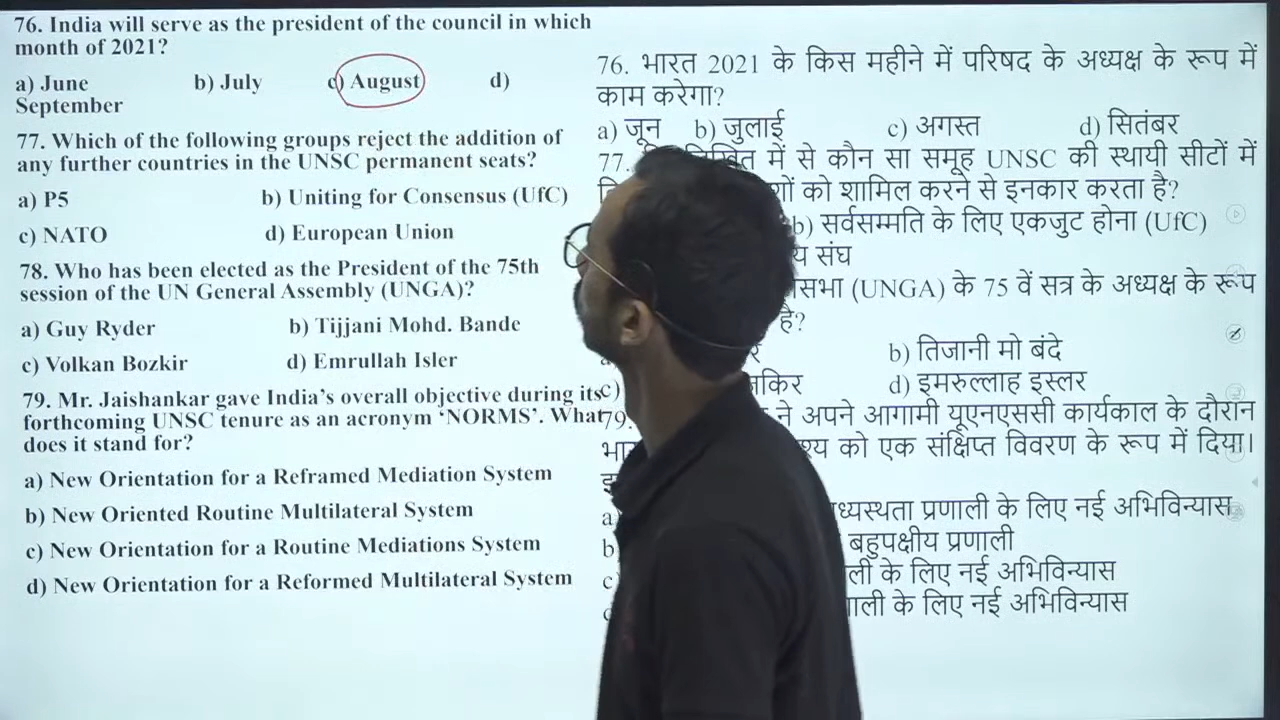 76. India will serve as the president of the council in which
month of 2021?
a) June b) July c) August d)
September
77. Which of the following groups reject the addition of
any further countries in the UNSC permanent seats?
a) P5 b) Uniting for Consensus (UfC)
c) NATO d) European Union
78. Who has been elected as the President of the 75th
session of the UN General Assembly (UNGA)?
a) Guy Ryder b) Tijjani Mohd. Bande
c) Volkan Bozkir d) Emrullah Isler
79. Mr. Jaishankar gave India's overall objective during its
forthcoming UNSC tenure as an acronym ‘NORMS’. What
does it stand for?
a) New Orientation for a Reframed Mediation System
b) New Oriented Routine Multilateral System
c) New Orientation for a Routine Mediations System
d) New Orientation for a Reformed Multilateral System
76. भारत 2021 के किस महीने में परिषद के अध्यक्ष के रूप में
काम करेगा?
a) जून b) जुलाई c) अगस्त d) सितंबर
77. में से कौन सा समूह UNSC की स्थायी सीटों में
को शामिल करने से इनकार करता है?
b) सर्वसम्मति के लिए एकजुट होना (UfC)
संघ
(UNGA) के 75 वें सत्र के अध्यक्ष के रूप
है?
b) तिजानी मो बंदे
c) d) इमरुल्लाह इस्लर
79. ने अपने आगामी यूएनएससी कार्यकाल के दौरान
को एक संक्षिप्त विवरण के रूप में दिया।
a) प्रणाली के लिए नई अभिविन्यास
b) बहुपक्षीय प्रणाली
c) के लिए नई अभिविन्यास
के लिए नई अभिविन्यास